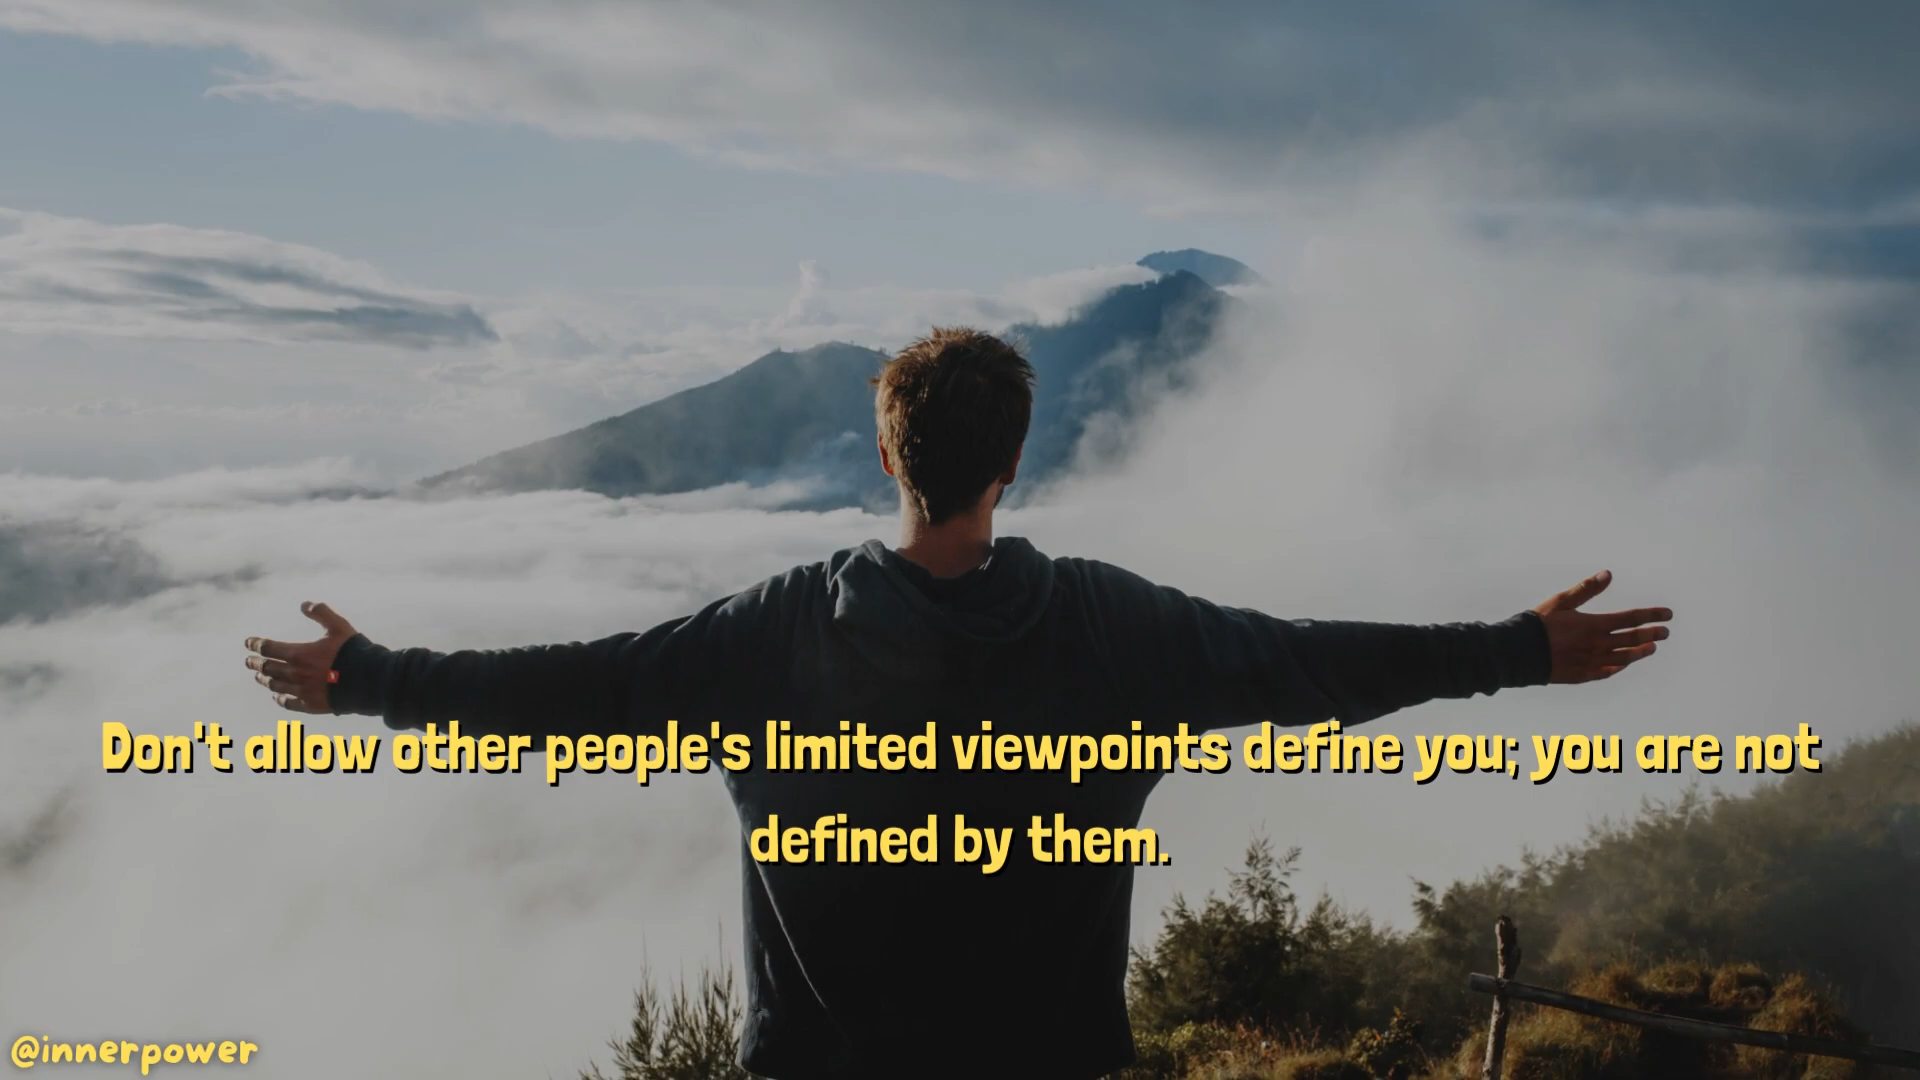 Don't allow other people's limited viewpoints define you; you are not
defined by them.
@innerpower